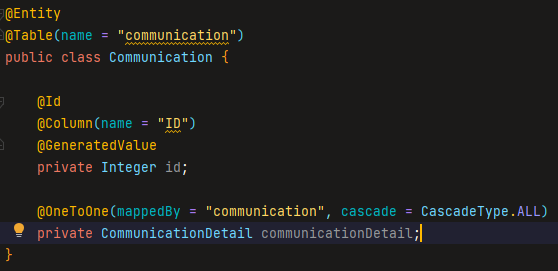 @Entity
@Table(name = "communication")
public class Communication {
@Id
@Column(name = "ID")
@GeneratedValue
private Integer id;
@OneToOne(mappedBy = "communication", cascade = CascadeType.ALL)
private CommunicationDetail communicationDetail;
}